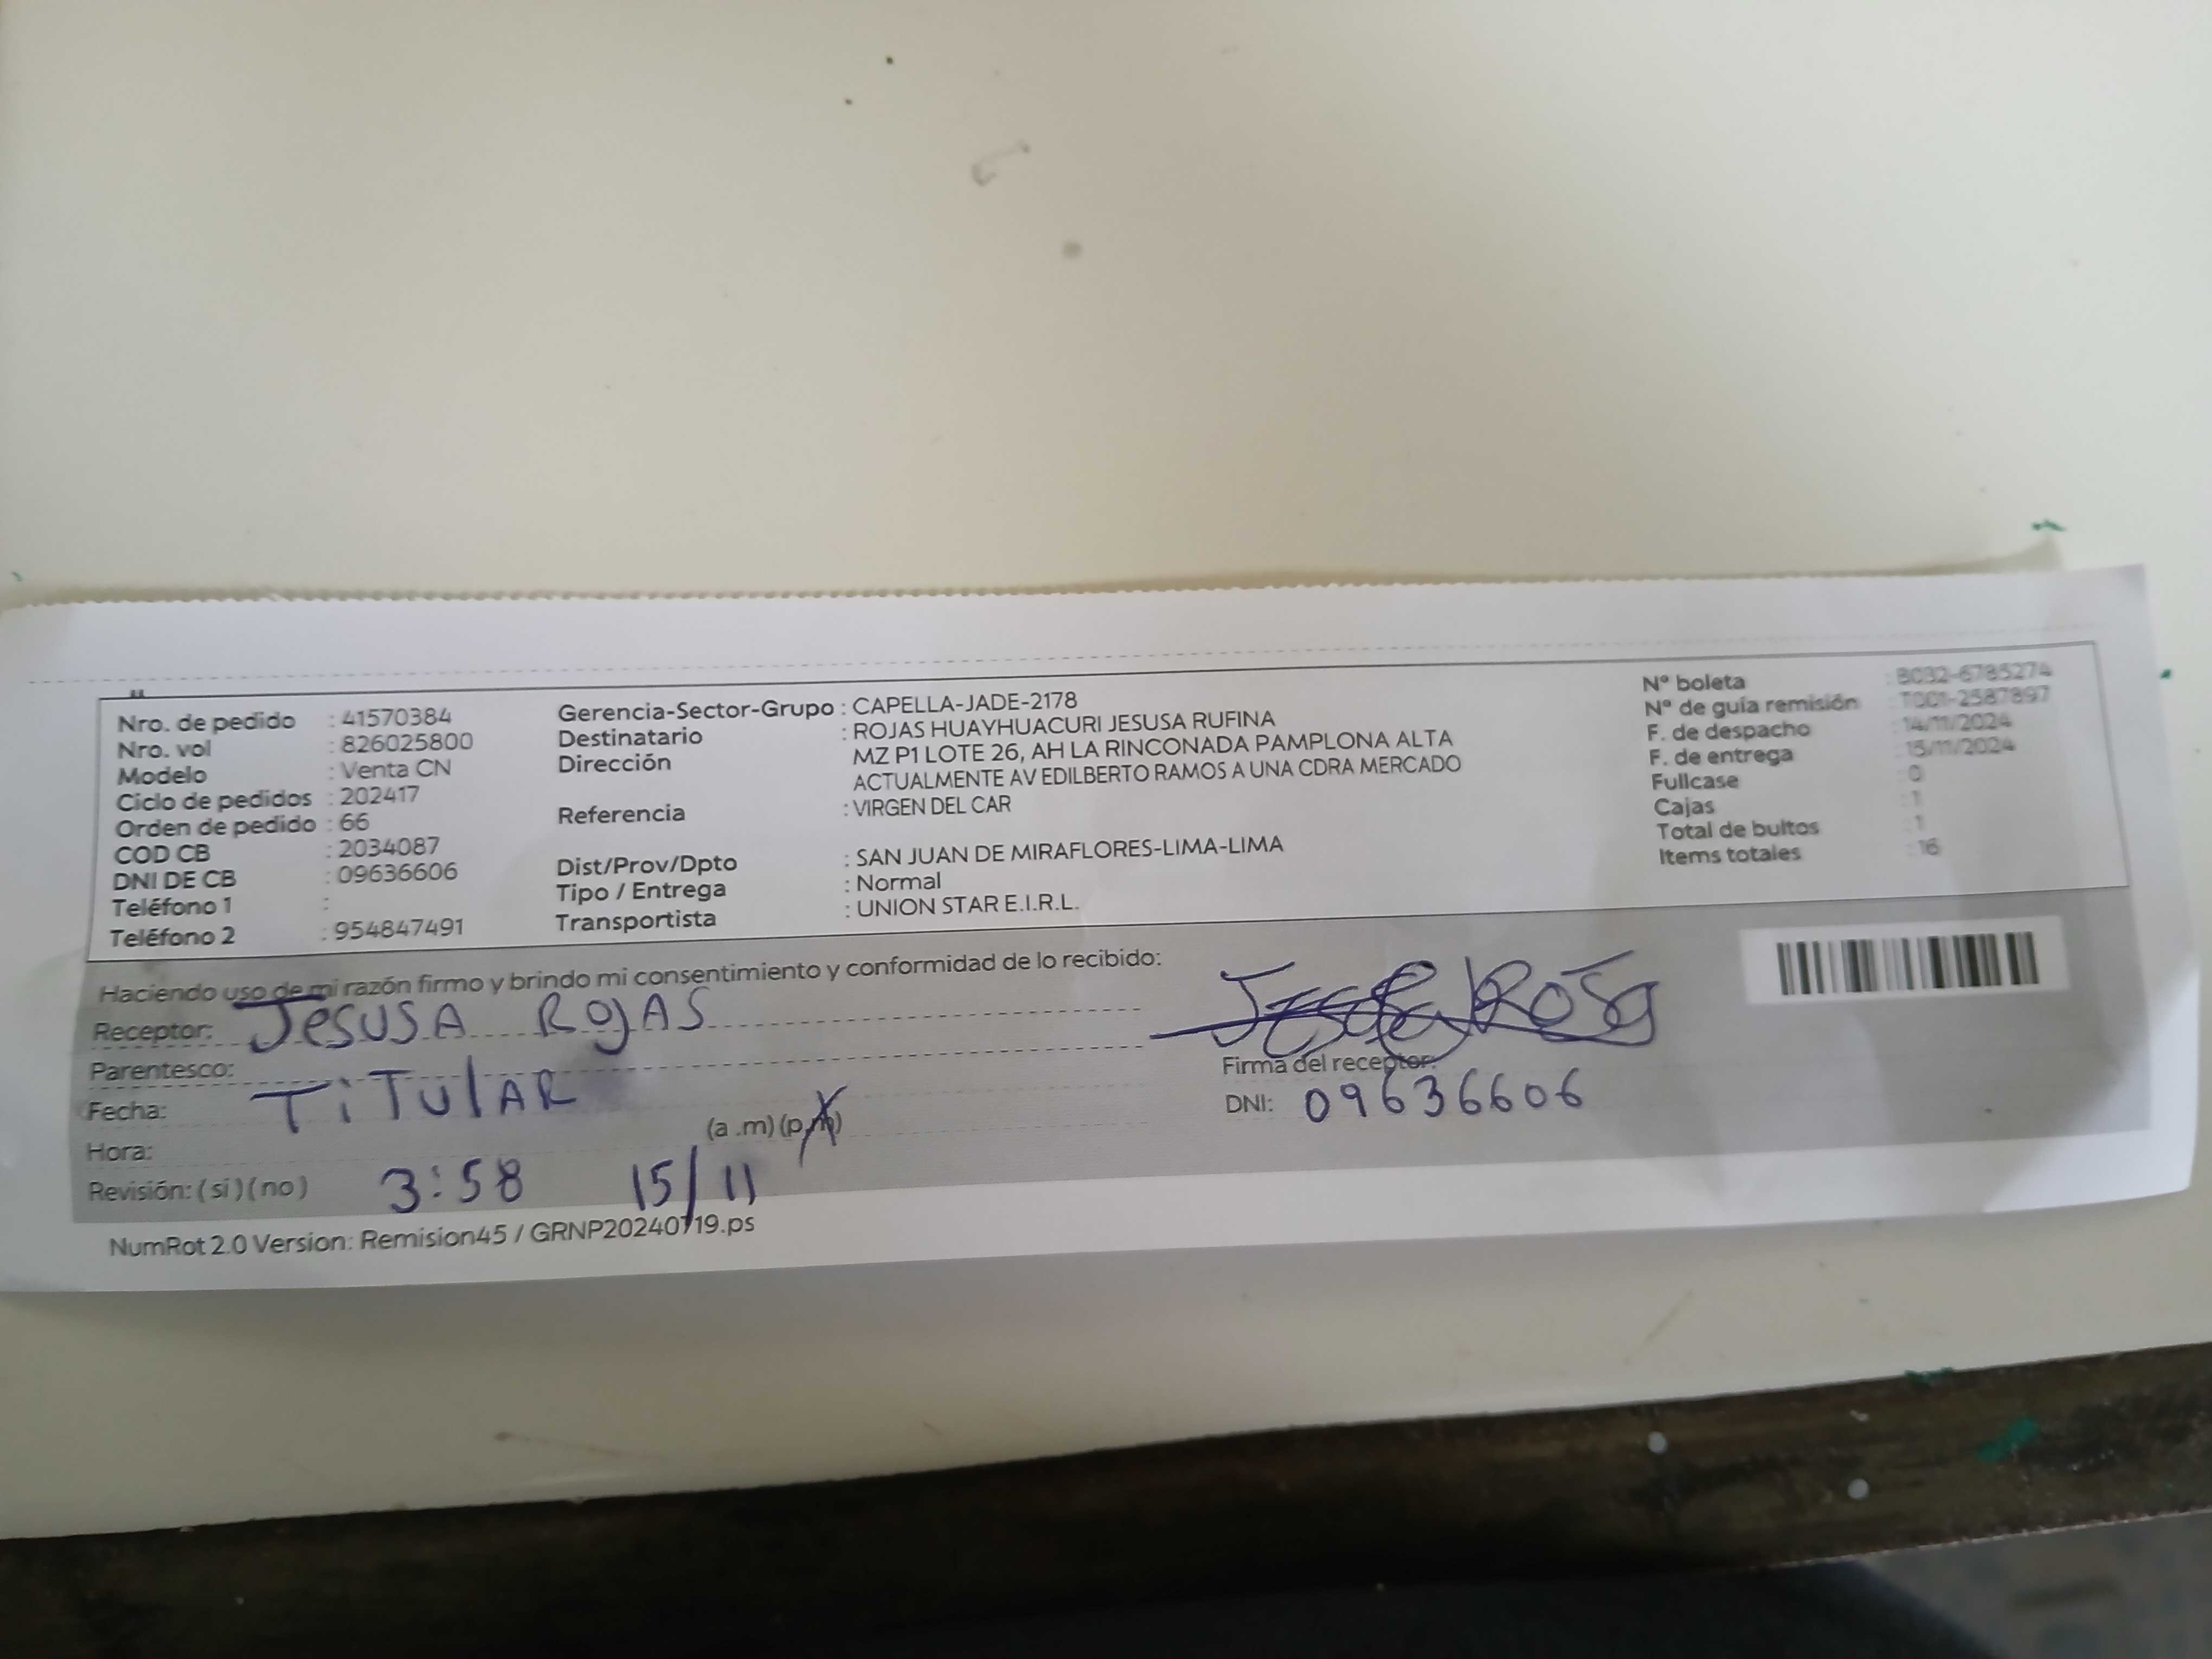 Nro. de pedido : 41570384
Nro. vol : 826025800
Modelo : Venta CN
Ciclo de pedidos : 202417
Orden de pedido : 66
COD CB : 2034087
DNI DE CB : 09636606
Teléfono 1 :
Teléfono 2 : 954847491
Gerencia-Sector-Grupo : CAPELLA-JADE-2178
Destinatario : ROJAS HUAYHUACURI JESUSA RUFINA
Dirección MZ P1 LOTE 26, AH LA RINCONADA PAMPLONA ALTA
ACTUALMENTE AV EDILBERTO RAMOS A UNA CDRA MERCADO
Referencia : VIRGEN DEL CAR
Dist/Prov/Dpto : SAN JUAN DE MIRAFLORES-LIMA-LIMA
Tipo / Entrega : Normal
Transportista : UNION STAR E.I.R.L.
N° boleta : B032-6785274
N° de guía remisión : T001-2587897
F. de despacho : 14/11/2024
F. de entrega : 15/11/2024
Fullcase : 0
Cajas : 1
Total de bultos : 1
Items totales : 16
Haciendo uso de mi razón firmo y brindo mi consentimiento y conformidad de lo recibido:
Receptor: JESUSA ROJAS
Parentesco:
TITULAR
Fecha:
(a .m) (p.m)
Hora:
3:58 15/11
Revisión: ( si ) ( no )
Firma del receptor:
DNI: 09636606
NumRot 2.0 Version: Remision45 / GRNP20240719.ps